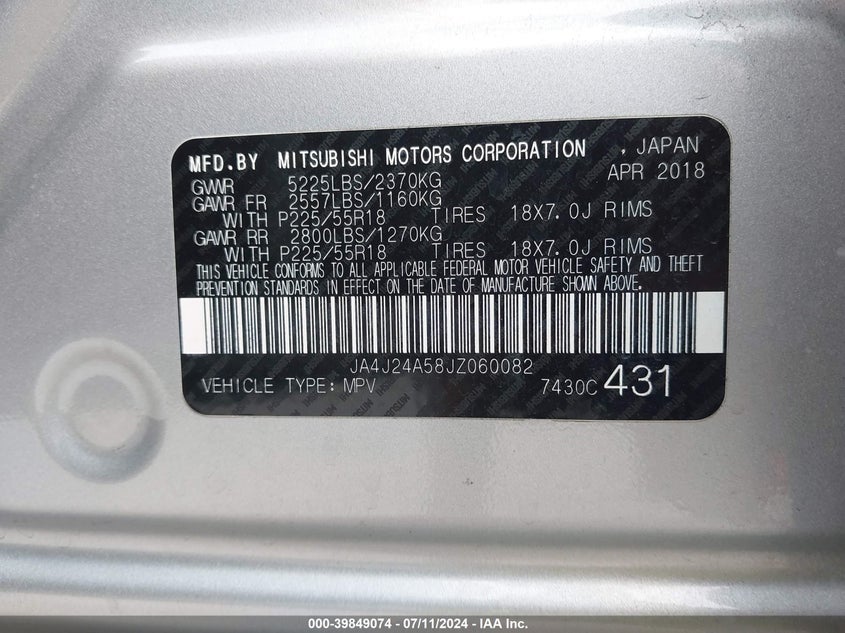 MFD.BY MITSUBISHI MOTORS CORPORATION , JAPAN
GVWR 5225LBS/2370KG APR 2018
GAWR FR 2557LBS/1160KG
WITH P225/55R18 TIRES 18X7.0J RIMS
GAWR RR 2800LBS/1270KG
WITH P225/55R18 TIRES 18X7.0J RIMS
THIS VEHICLE CONFORMS TO ALL APPLICABLE FEDERAL MOTOR VEHICLE SAFETY AND THEFT
PREVENTION STANDARDS IN EFFECT ON THE DATE OF MANUFACTURE SHOWN ABOVE.
JA4J24A58JZ060082
VEHICLE TYPE: MPV 7430C 431
000-39849074 / 07/11/2024 - IAA Inc.